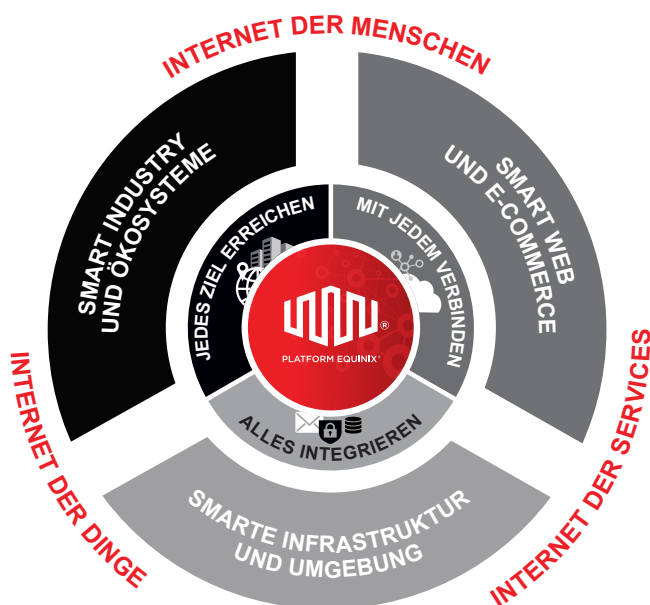 INTERNET DER MENSCHEN
SMART INDUSTRY
UND ÖKOSYSTEME
SMART WEB
UND E-COMMERCE
JEDES ZIEL ERREICHEN
MIT JEDEM VERBINDEN
®
PLATFORM EQUINIX®
ALLES INTEGRIEREN
SMARTE INFRASTRUKTUR
UND UMGEBUNG
INTERNET DER DINGE
INTERNET DER SERVICES